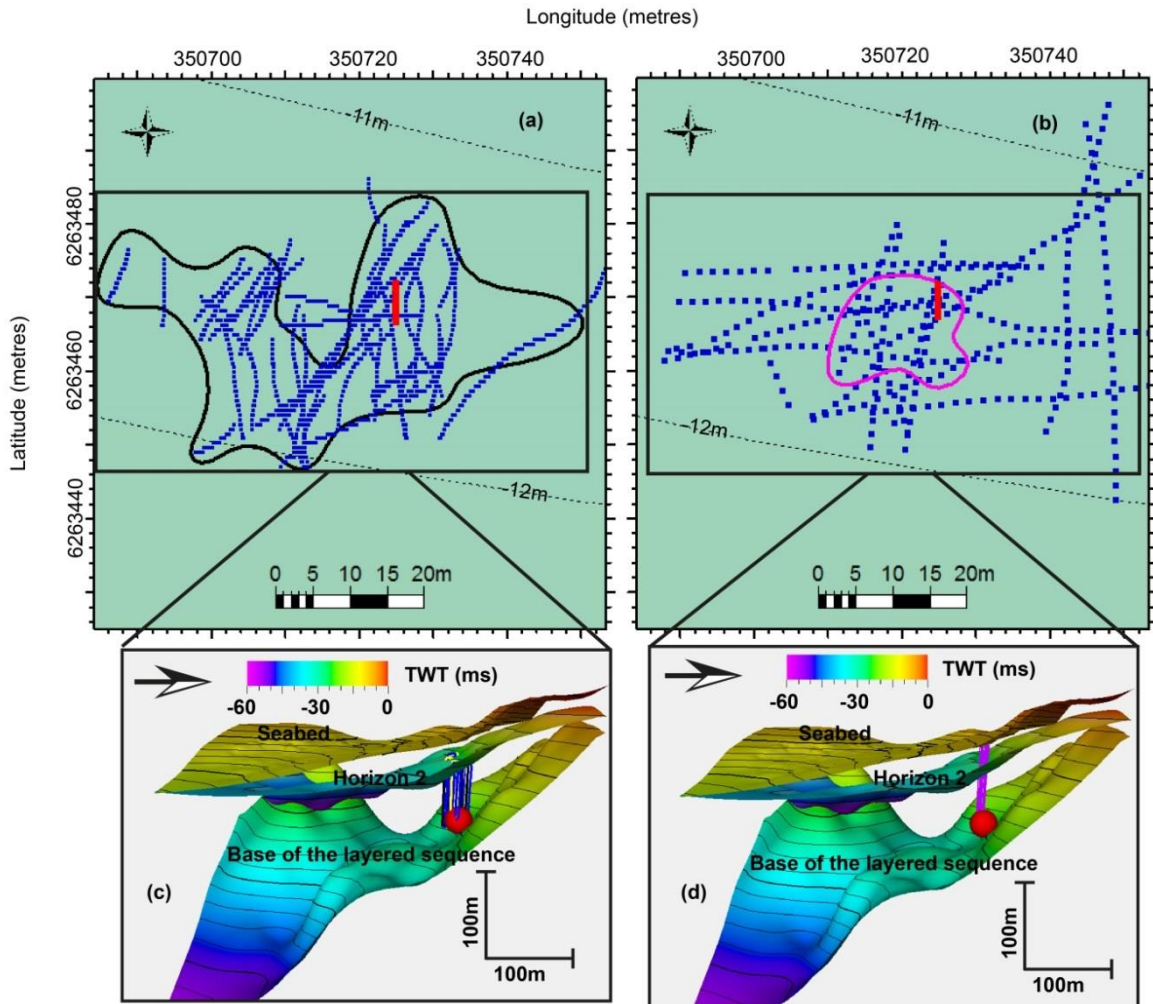 Longitude (metres)
350700 350720 350740 350700 350720 350740
-11m (a) -11m (b)
Latitude (metres)
6263480
6263460
6263440
-12m -12m
0 5 10 15 20m 0 5 10 15 20m
TWT (ms) TWT (ms)
-60 -30 0 -60 -30 0
Seabed Seabed
Horizon 2 Horizon 2
Base of the layered sequence Base of the layered sequence
(c) 100m (d) 100m
100m 100m